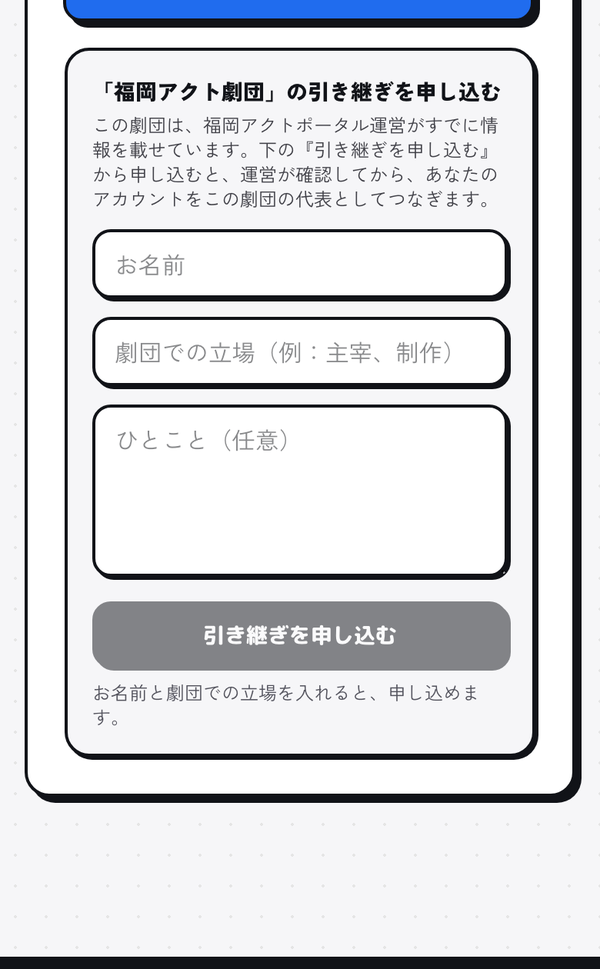 「福岡アクト劇団」の引き継ぎを申し込む
この劇団は、福岡アクトポータル運営がすでに情
報を載せています。下の『引き継ぎを申し込む』
から申し込むと、運営が確認してから、あなたの
アカウントをこの劇団の代表としてつなぎます。
お名前
劇団での立場（例：主宰、制作）
ひとこと（任意）
引き継ぎを申し込む
お名前と劇団での立場を入れると、申し込めま
す。